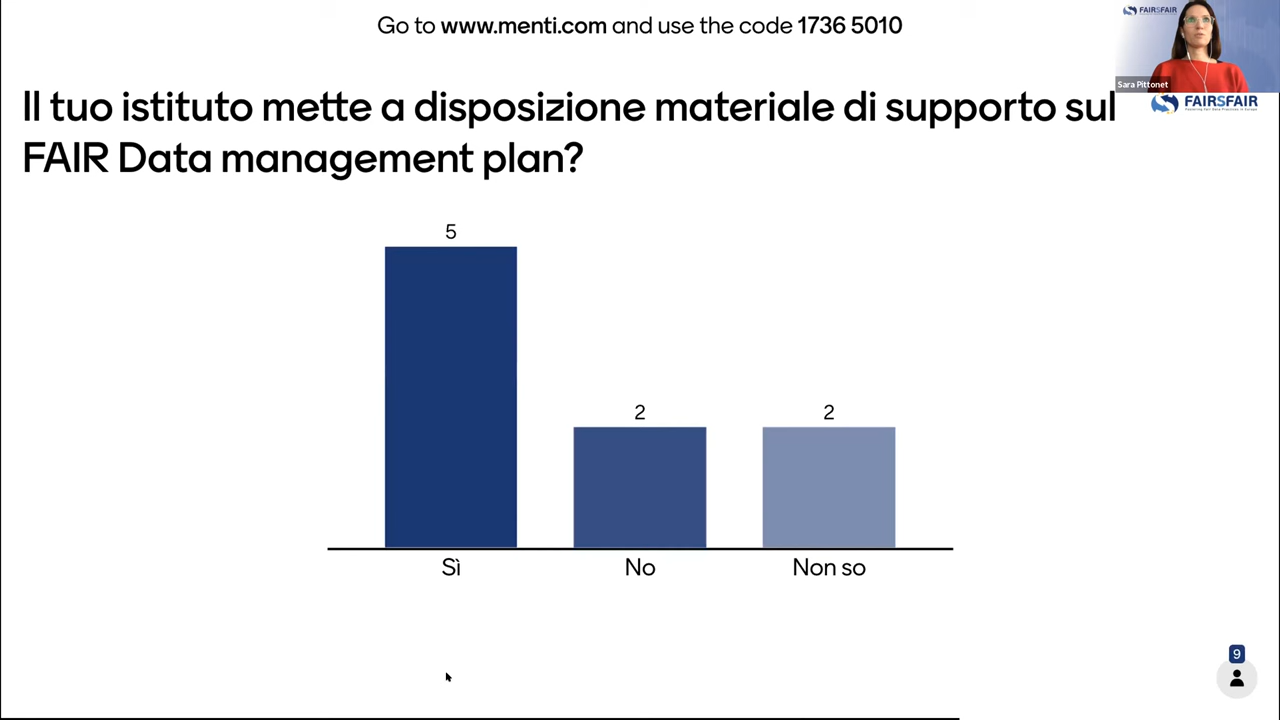 Go to www.menti.com and use the code 1736 5010
FAIRSFAIR
Sara Pittonet
FAIRSFAIR
Il tuo istituto mette a disposizione materiale di supporto sul
FAIR Data management plan?
5
2
2
Sì
No
Non so
9